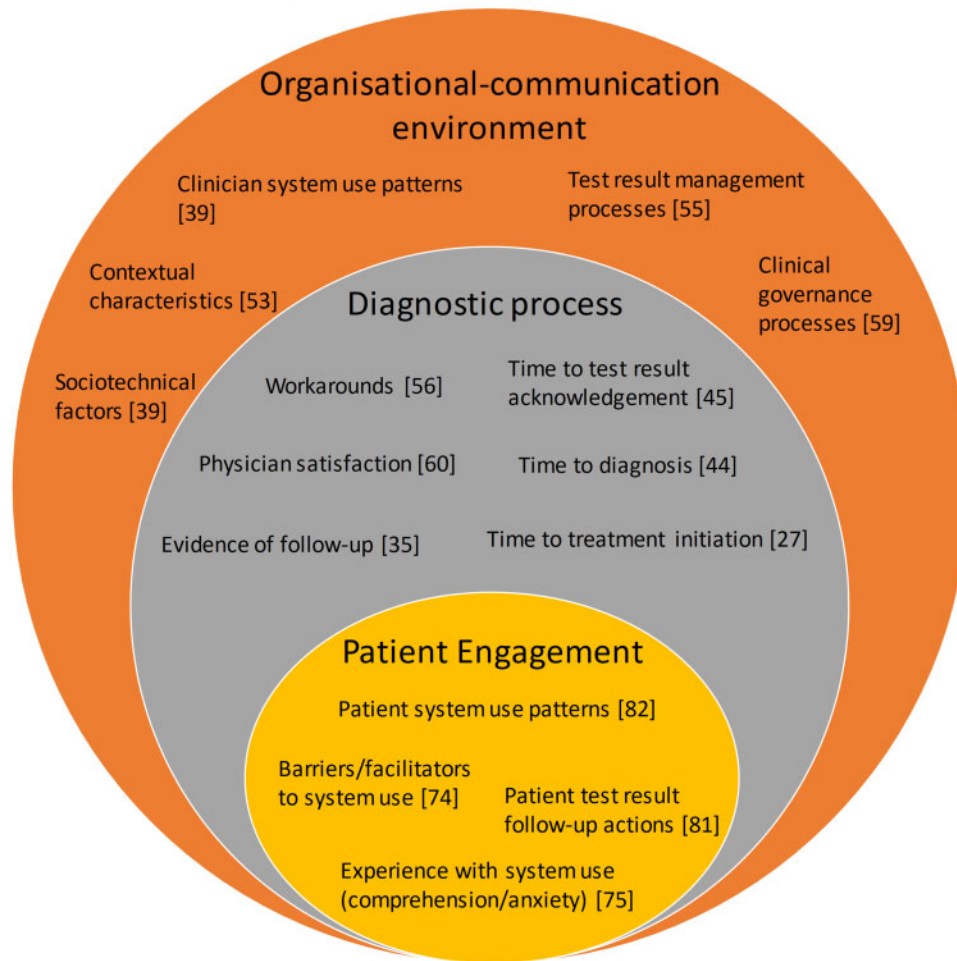 Organisational-communication
environment
Clinician system use patterns
[39]
Test result management
processes [55]
Contextual
characteristics [53]
Clinical
governance
processes [59]
Sociotechnical
factors [39]
Diagnostic process
Workarounds [56]
Time to test result
acknowledgement [45]
Physician satisfaction [60]
Time to diagnosis [44]
Evidence of follow-up [35]
Time to treatment initiation [27]
Patient Engagement
Patient system use patterns [82]
Barriers/facilitators
to system use [74]
Patient test result
follow-up actions [81]
Experience with system use
(comprehension/anxiety) [75]